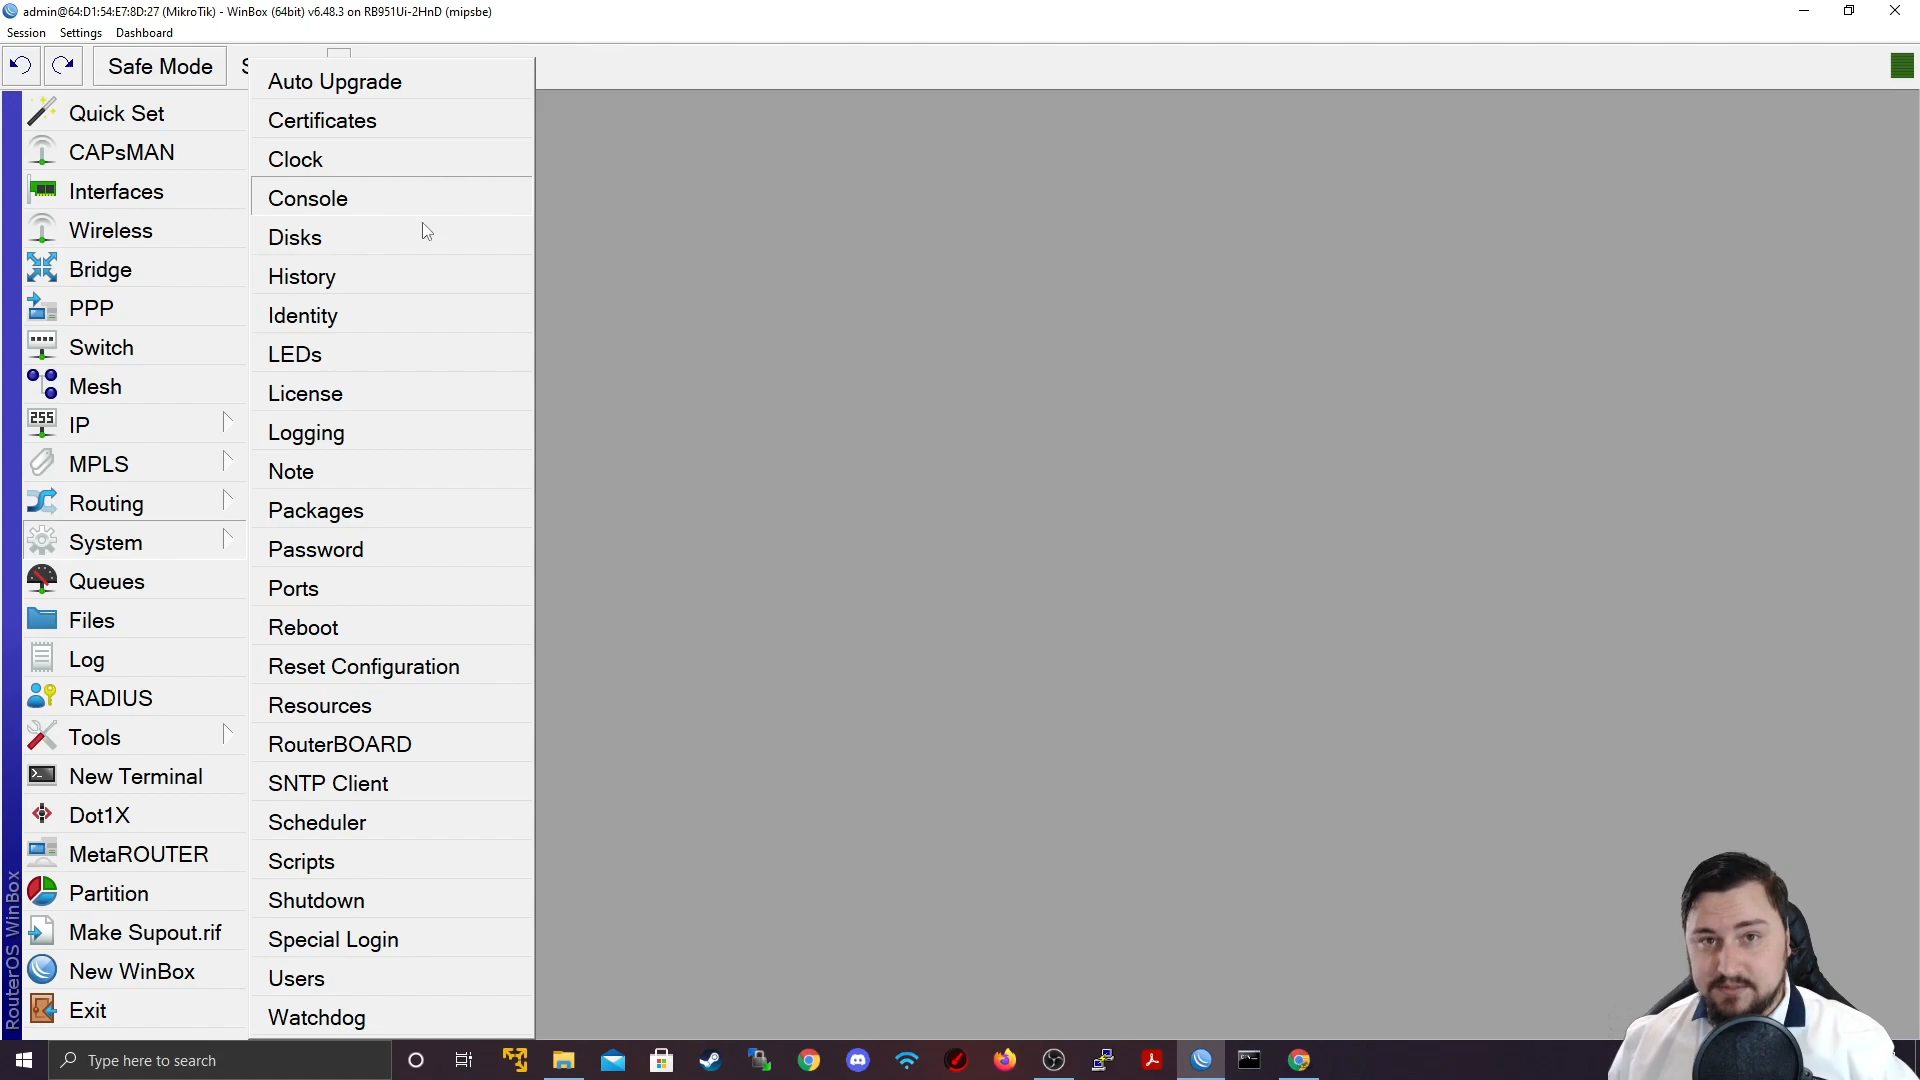 admin@64:D1:54:E7:8D:27 (MikroTik) - WinBox (64bit) v6.48.3 on RB951Ui-2HnD (mipsbe)
Session Settings Dashboard
Safe Mode
Quick Set
CAPsMAN
Interfaces
Wireless
Bridge
PPP
Switch
Mesh
255 IP
MPLS
Routing
System
Queues
Files
Log
RADIUS
Tools
New Terminal
Dot1X
MetaROUTER
Partition
Make Supout.rif
New WinBox
Exit
RouterOS WinBox
Auto Upgrade
Certificates
Clock
Console
Disks
History
Identity
LEDs
License
Logging
Note
Packages
Password
Ports
Reboot
Reset Configuration
Resources
RouterBOARD
SNTP Client
Scheduler
Scripts
Shutdown
Special Login
Users
Watchdog
Type here to search